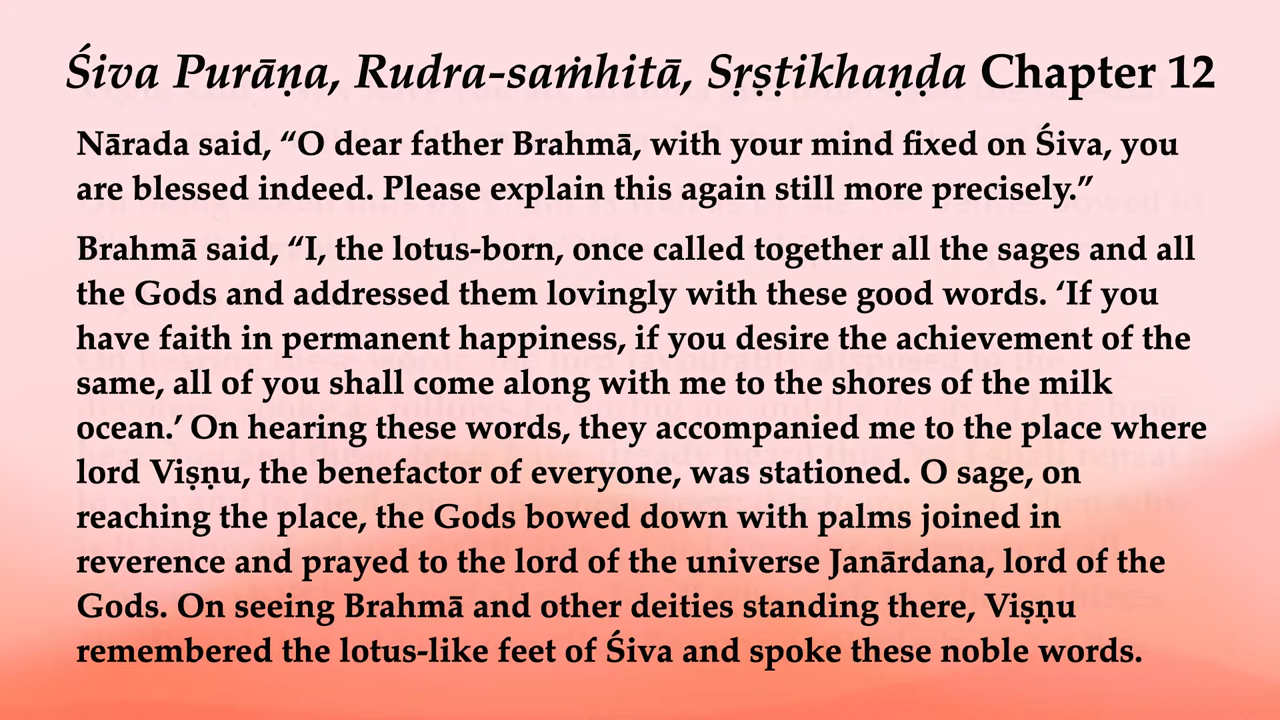 Śiva Purāṇa, Rudra-saṁhitā, Sṛṣṭikhaṇḍa Chapter 12
Nārada said, “O dear father Brahmā, with your mind fixed on Śiva, you
are blessed indeed. Please explain this again still more precisely.”
Brahmā said, “I, the lotus-born, once called together all the sages and all
the Gods and addressed them lovingly with these good words. ‘If you
have faith in permanent happiness, if you desire the achievement of the
same, all of you shall come along with me to the shores of the milk
ocean.’ On hearing these words, they accompanied me to the place where
lord Viṣṇu, the benefactor of everyone, was stationed. O sage, on
reaching the place, the Gods bowed down with palms joined in
reverence and prayed to the lord of the universe Janārdana, lord of the
Gods. On seeing Brahmā and other deities standing there, Viṣṇu
remembered the lotus-like feet of Śiva and spoke these noble words.